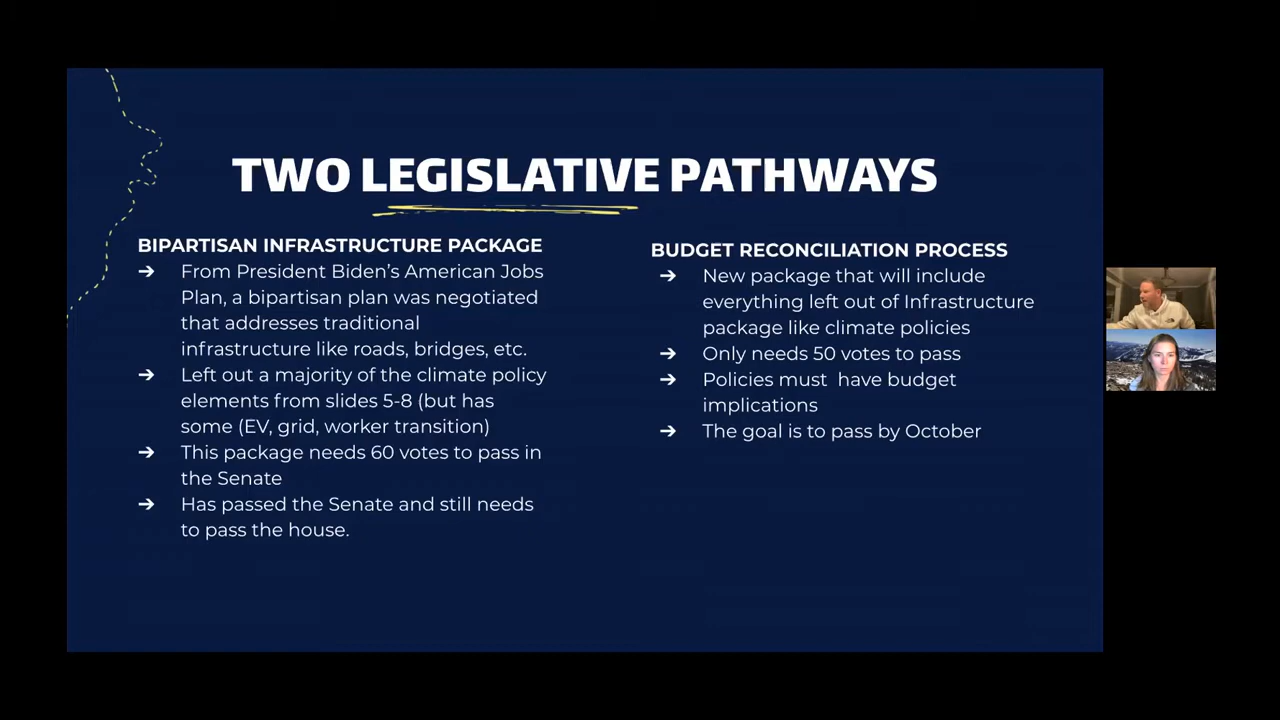 TWO LEGISLATIVE PATHWAYS
BIPARTISAN INFRASTRUCTURE PACKAGE
➔ From President Biden's American Jobs
Plan, a bipartisan plan was negotiated
that addresses traditional
infrastructure like roads, bridges, etc.
➔ Left out a majority of the climate policy
elements from slides 5-8 (but has
some (EV, grid, worker transition)
➔ This package needs 60 votes to pass in
the Senate
➔ Has passed the Senate and still needs
to pass the house.
BUDGET RECONCILIATION PROCESS
➔ New package that will include
everything left out of Infrastructure
package like climate policies
➔ Only needs 50 votes to pass
➔ Policies must have budget
implications
➔ The goal is to pass by October